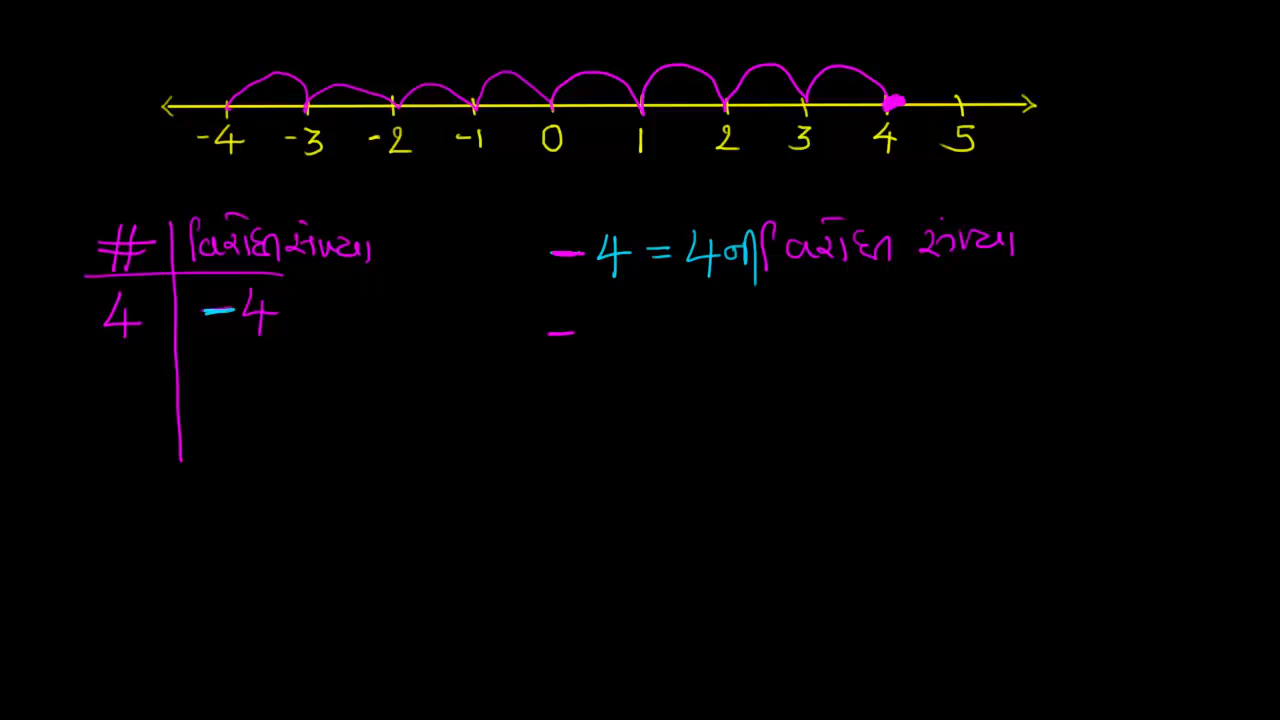 -4 -3 -2 -1 0 1 2 3 4 5
# વિરોધી સંખ્યા
- 4 = 4ની વિરોધી સંખ્યા
4 -4
-